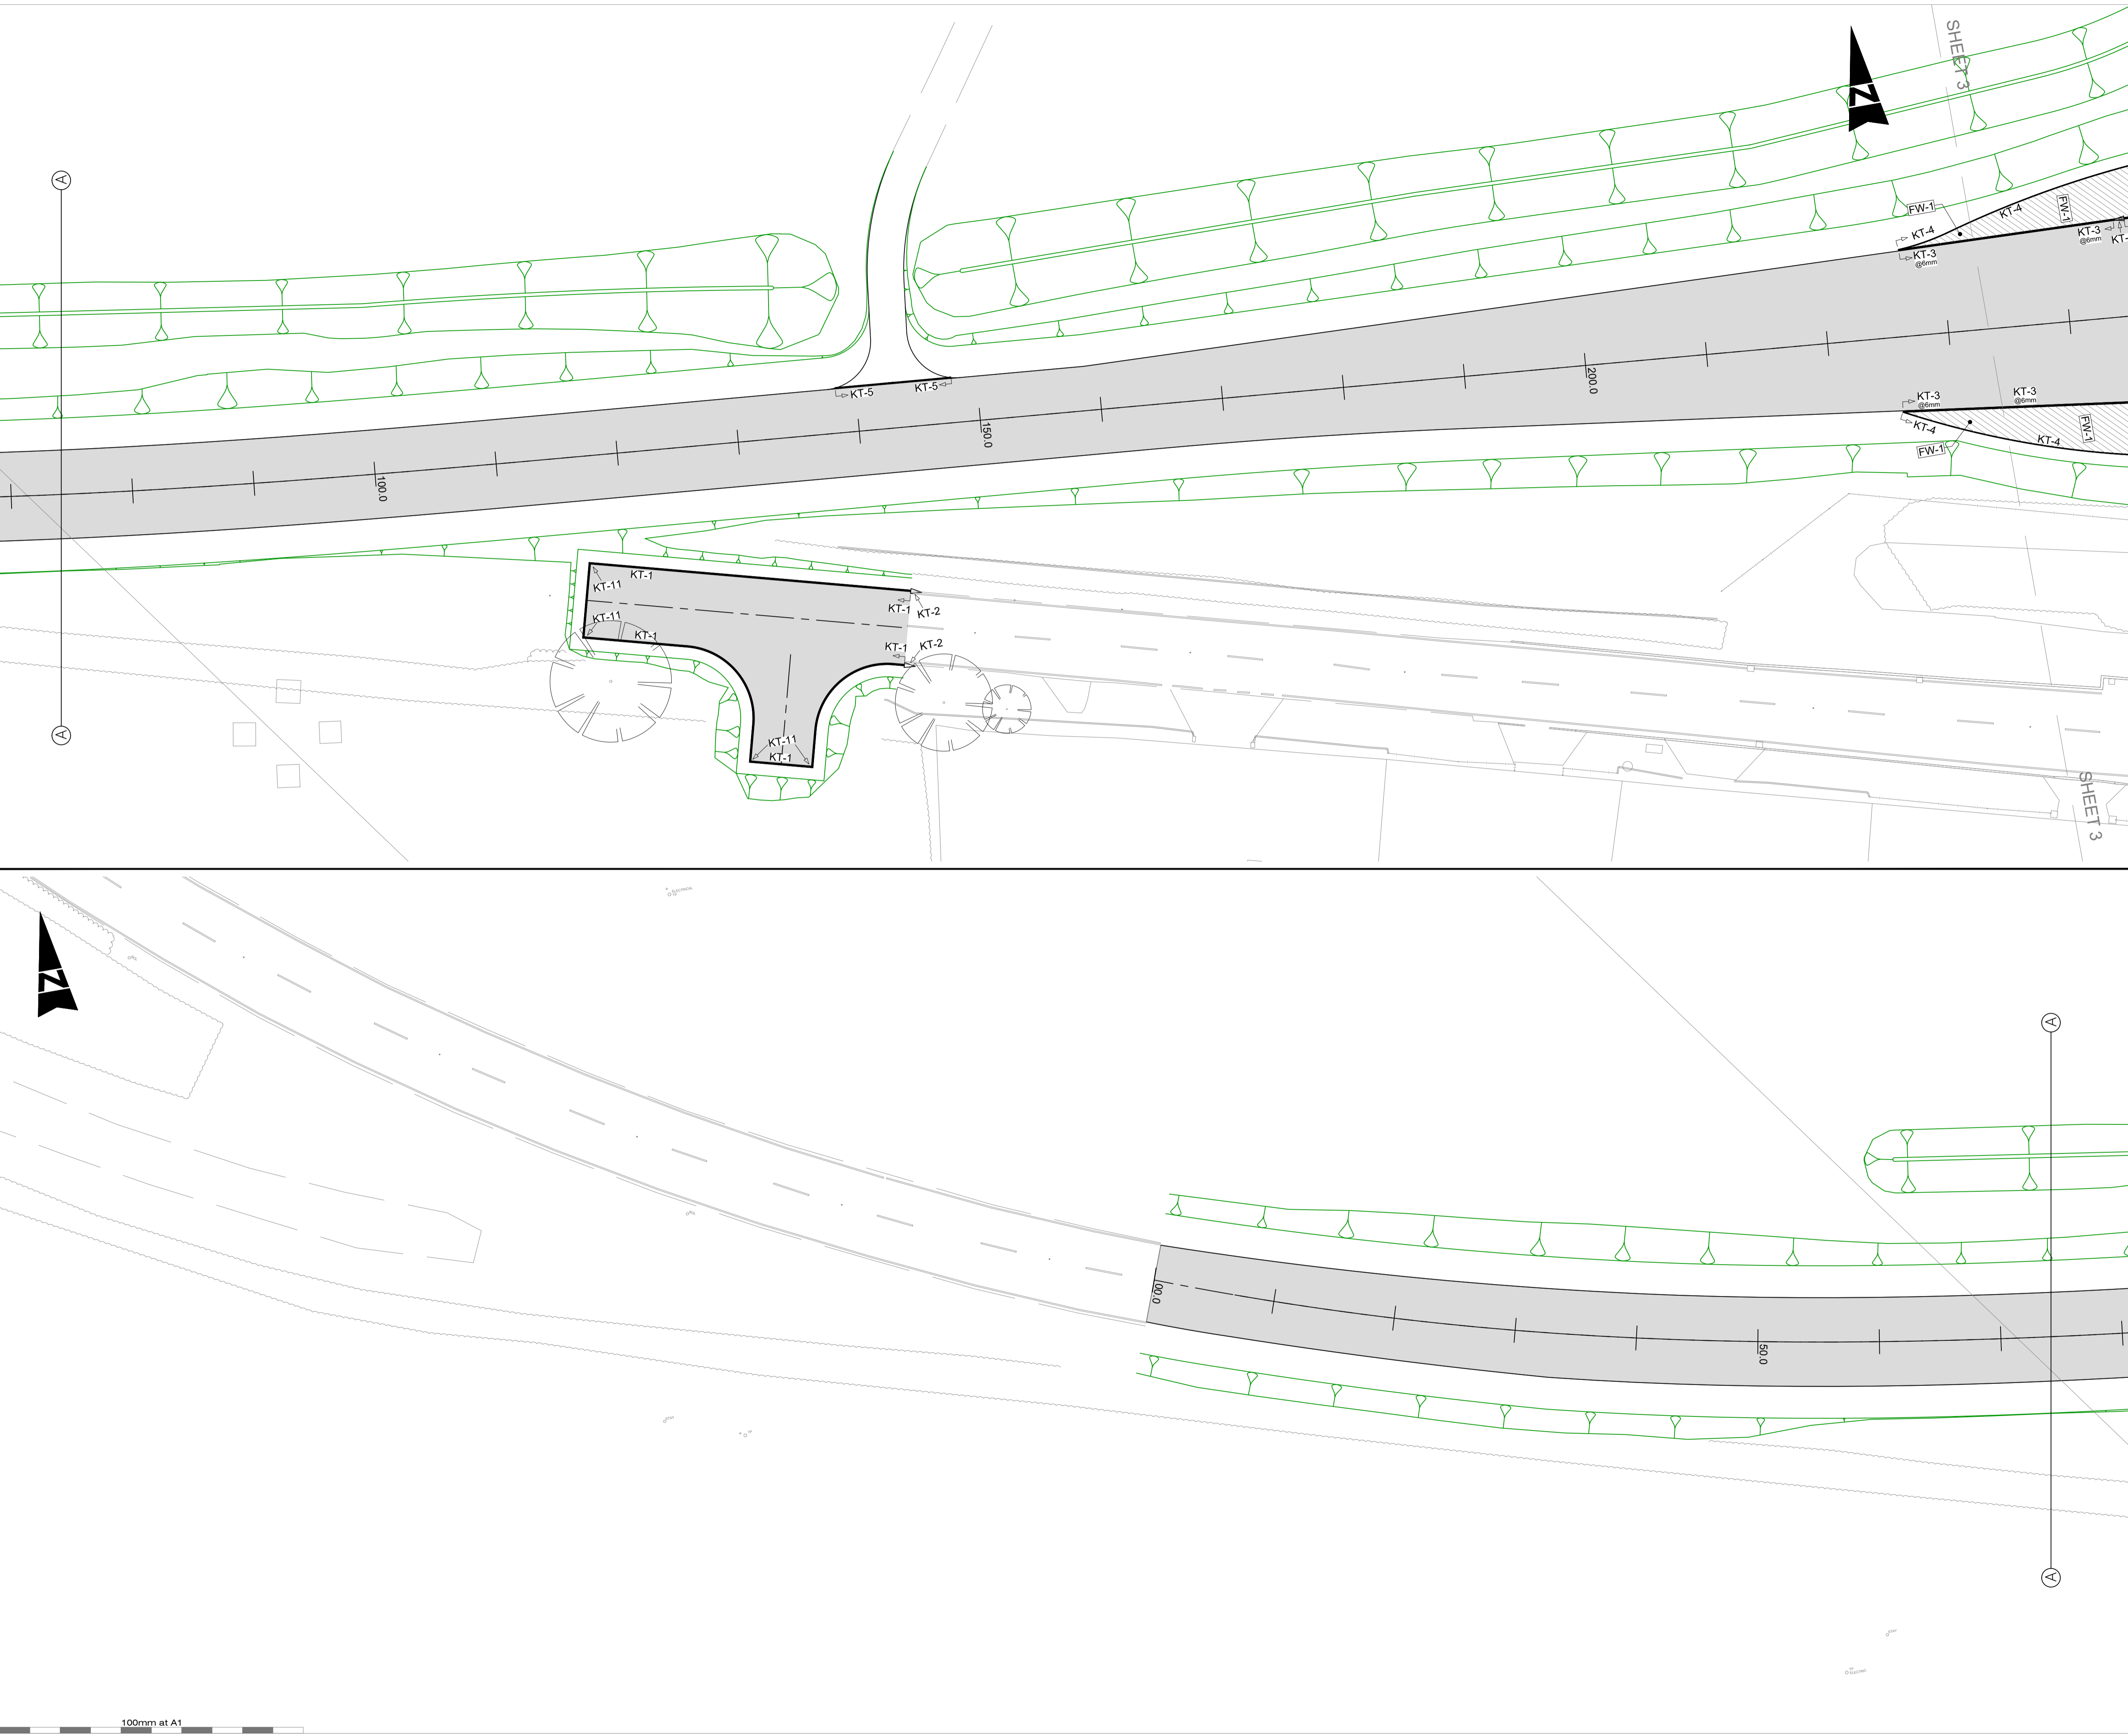 SHEET 3
N
A
FW-1
KT-4
FW-1
KT-4
KT-3
@6mm
KT-3
@6mm
200.0
KT-5
KT-5
KT-3
@6mm
KT-3
@6mm
KT-4
FW-1
KT-4
FW-1
150.0
100.0
KT-1
KT-11
KT-1
KT-2
KT-11
KT-1
KT-1
KT-2
KT-11
KT-1
A
SHEET 3
N
A
00.0
50.0
A
100mm at A1